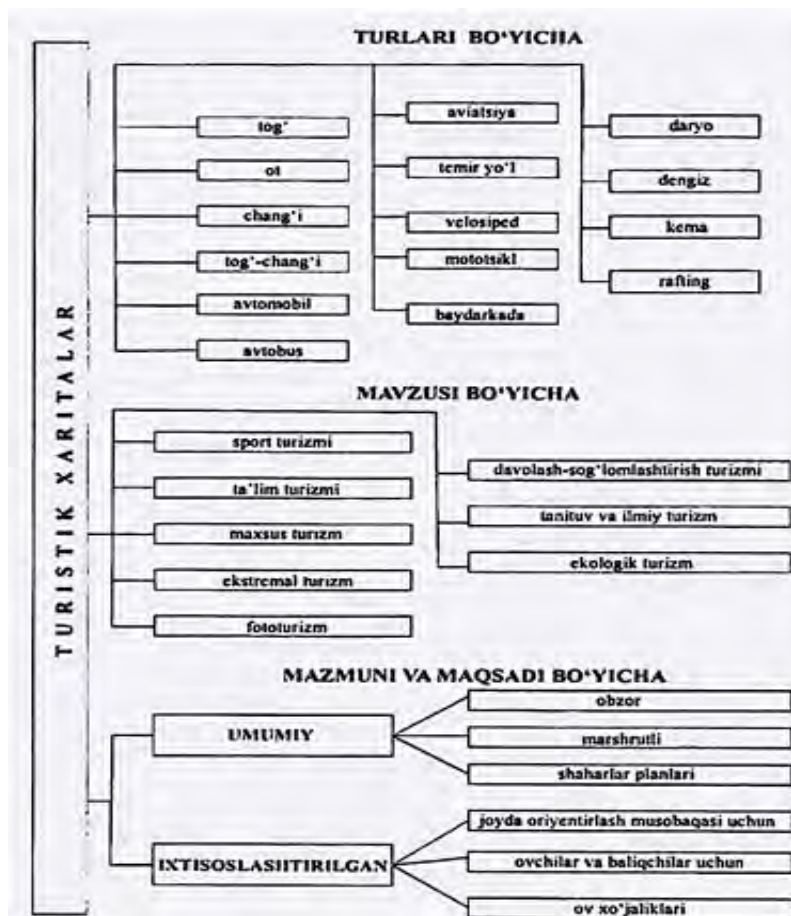 TURISTIK XARITALAR
TURLARI BO‘YICHA
tog‘
ot
chang‘i
tog‘-chang‘i
avtomobil
avtobus
aviatsiya
temir yo‘l
velosiped
mototsikl
baydarkada
daryo
dengiz
kema
rafting
MAVZUSI BO‘YICHA
sport turizmi
ta’lim turizmi
maxsus turizm
ekstremal turizm
fototurizm
davolash-sog‘lomlashtirish turizmi
tanituv va ilmiy turizm
ekologik turizm
MAZMUNI VA MAQSADI BO‘YICHA
UMUMIY
obzor
marshrutli
shaharlar planlari
IXTISOSLASHTIRILGAN
joyda oriyentirlash musobaqasi uchun
ovchilar va baliqchilar uchun
ov xo‘jaliklari